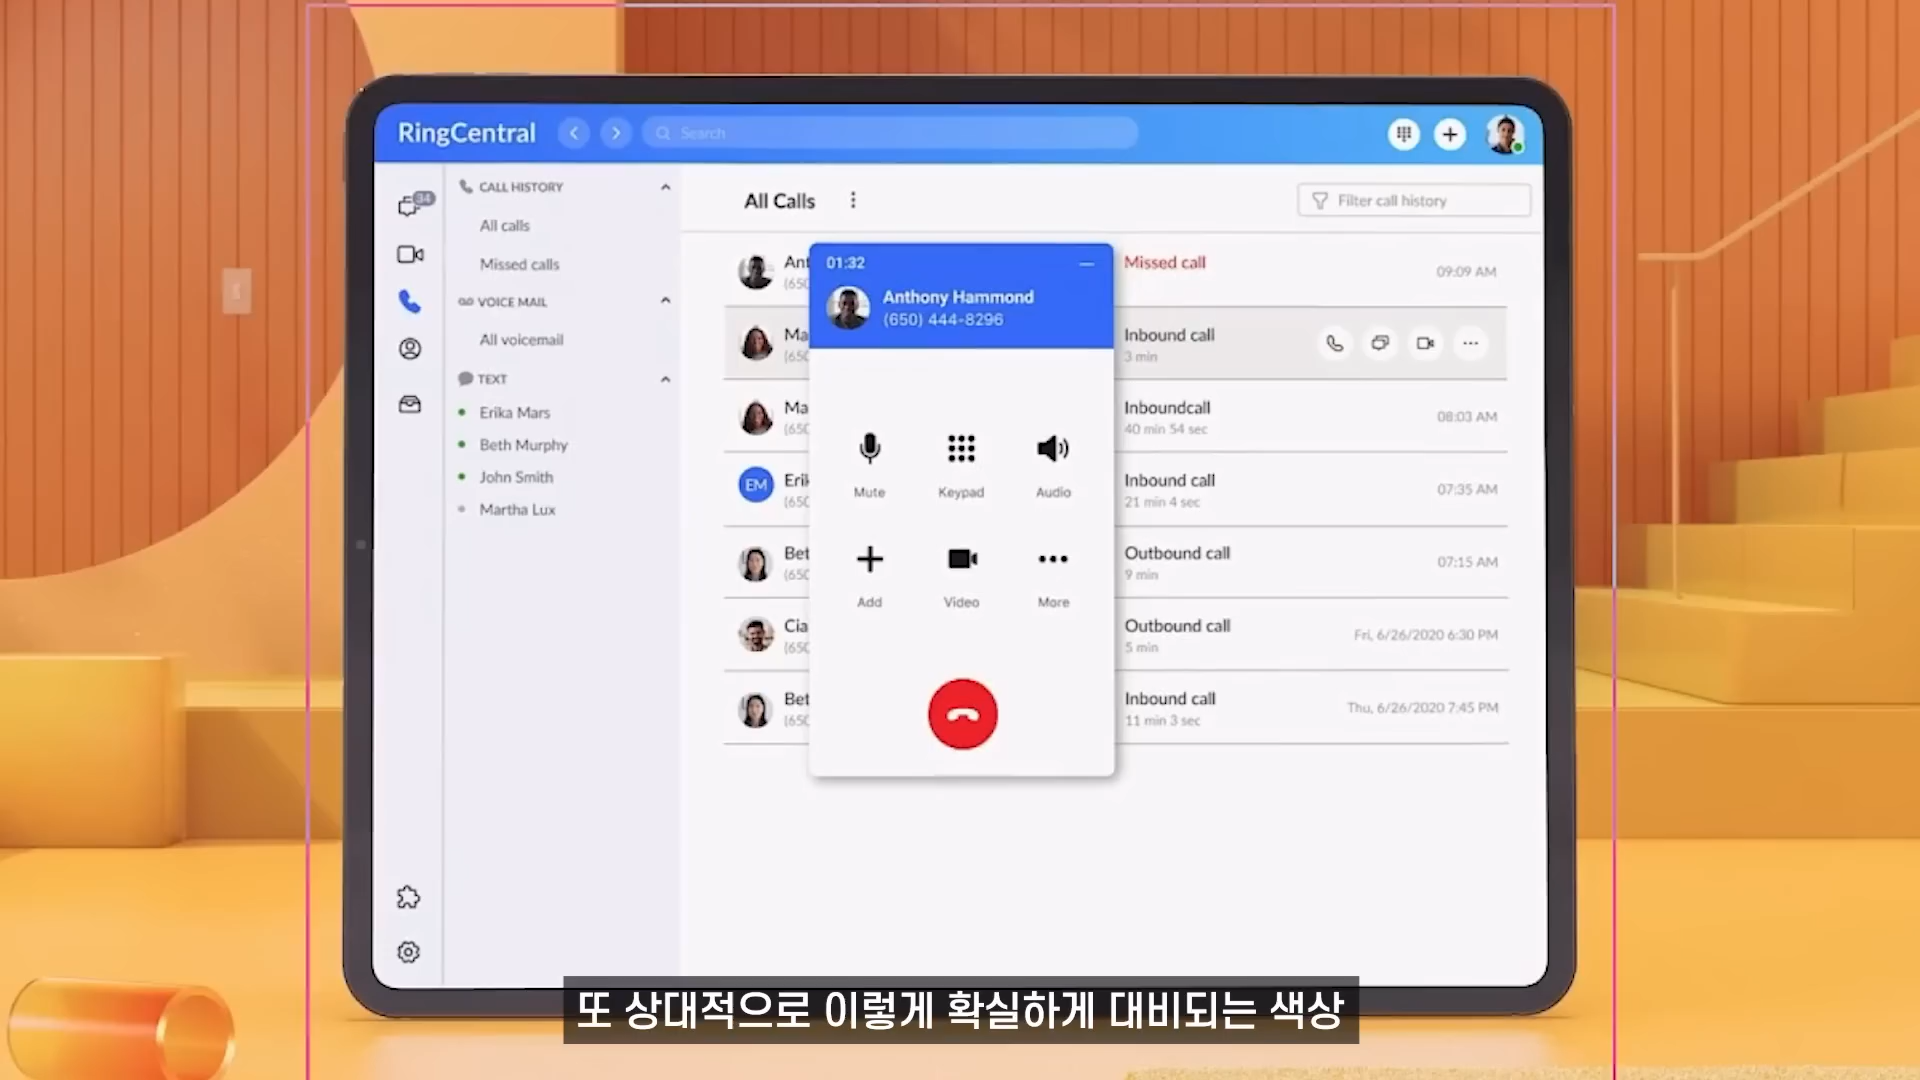 RingCentral
Search
34
CALL HISTORY
All calls
Missed calls
VOICE MAIL
All voicemail
TEXT
Erika Mars
Beth Murphy
John Smith
Martha Lux
All Calls
Filter call history
Missed call
09:09 AM
Inbound call
3 min
Inboundcall
40 min 54 sec
08:03 AM
EM
Inbound call
21 min 4 sec
07:35 AM
Outbound call
9 min
07:15 AM
Outbound call
5 min
Fri, 6/26/2020 6:30 PM
Inbound call
11 min 3 sec
Thu, 6/26/2020 7:45 PM
01:32
Anthony Hammond
(650) 444-8296
Mute
Keypad
Audio
Add
Video
More
또 상대적으로 이렇게 확실하게 대비되는 색상